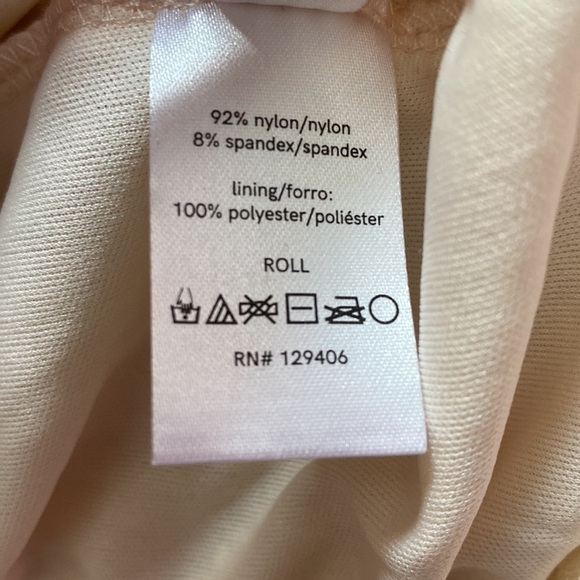 92% nylon/nylon
8% spandex/spandex
lining/forro:
100% polyester/poliéster
ROLL
RN# 129406